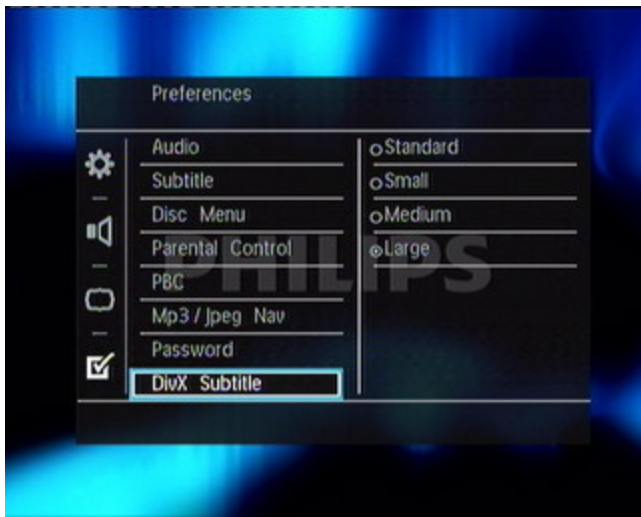 Preferences
Audio
Subtitle
Disc Menu
Parental Control
PBC
Mp3 / Jpeg Nav
Password
DivX Subtitle
Standard
Small
Medium
Large
PHILIPS